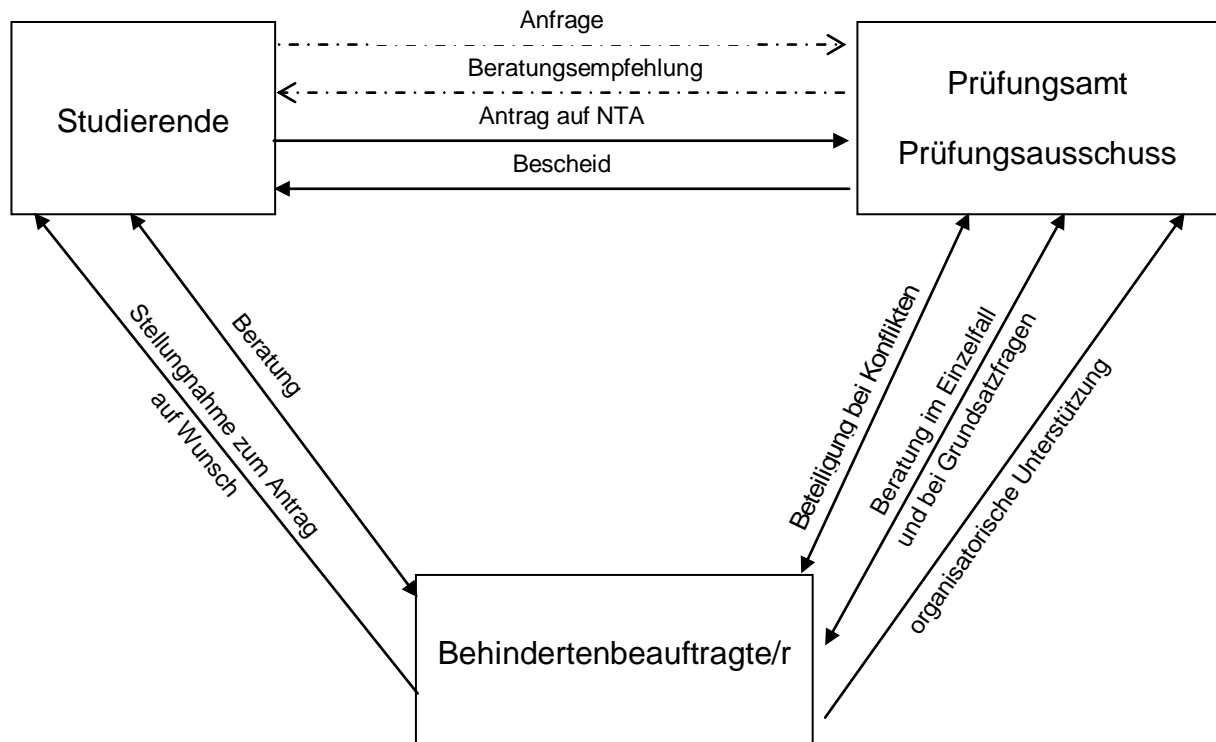 Anfrage
Beratungsempfehlung
Antrag auf NTA
Bescheid
Studierende
Prüfungsamt
Prüfungsausschuss
Stellungnahme zum Antrag
auf Wunsch
Beratung
Beteiligung bei Konflikten
Beratung im Einzelfall
und bei Grundsatzfragen
organisatorische Unterstützung
Behindertenbeauftragte/r